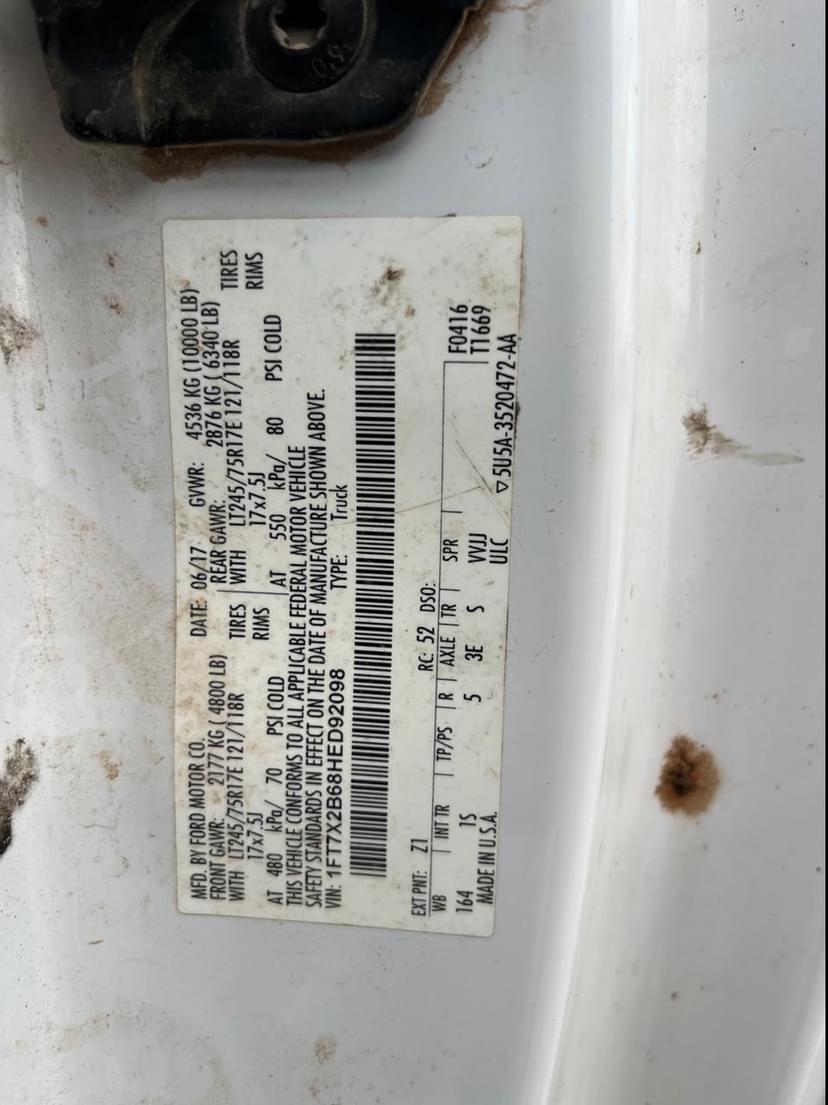 MFD. BY FORD MOTOR CO.
DATE: 06/17 GVWR: 4536 KG (10000 LB)
FRONT GAWR: 2177 KG ( 4800 LB) REAR GAWR: 2876 KG ( 6340 LB)
WITH LT245/75R17E 121/118R TIRES WITH LT245/75R17E 121/118R TIRES
17x7.5J RIMS 17x7.5J RIMS
AT 480 kPa/ 70 PSI COLD AT 550 kPa/ 80 PSI COLD
THIS VEHICLE CONFORMS TO ALL APPLICABLE FEDERAL MOTOR VEHICLE
SAFETY STANDARDS IN EFFECT ON THE DATE OF MANUFACTURE SHOWN ABOVE.
VIN: 1FT7X2B68HED92098 TYPE: Truck
EXT PNT: Z1 RC: 52 DSO:
WB INT TR TP/PS R AXLE TR SPR F0416
164 1S 5 3E S VVJJ T1669
MADE IN U.S.A. ULC ▽5U5A-3520472-AA